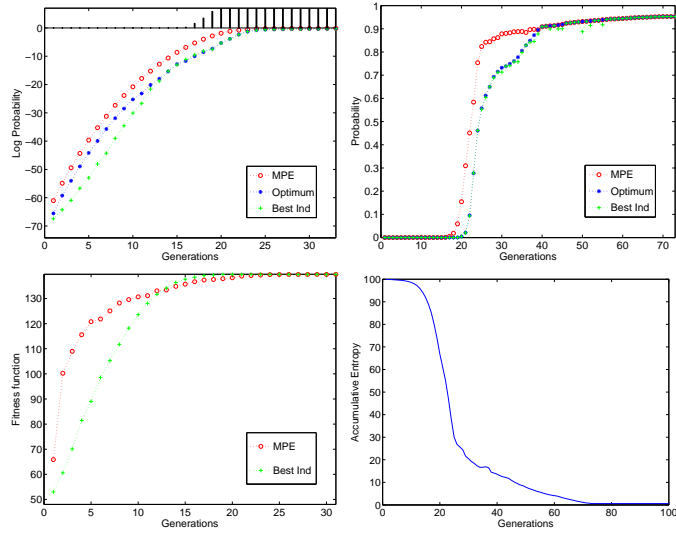 0
−10
−20
−30
−40
−50
−60
−70
Log Probability
MPE
Optimum
Best Ind
5 10 15 20 25 30
Generations
1
0.9
0.8
0.7
0.6
0.5
0.4
0.3
0.2
0.1
0
Probability
MPE
Optimum
Best Ind
0 10 20 30 40 50 60 70
Generations
130
120
110
100
90
80
70
60
50
Fitness function
MPE
Best Ind
0 5 10 15 20 25 30
Generations
100
90
80
70
60
50
40
30
20
10
0
Accumulative Entropy
0 20 40 60 80 100
Generations